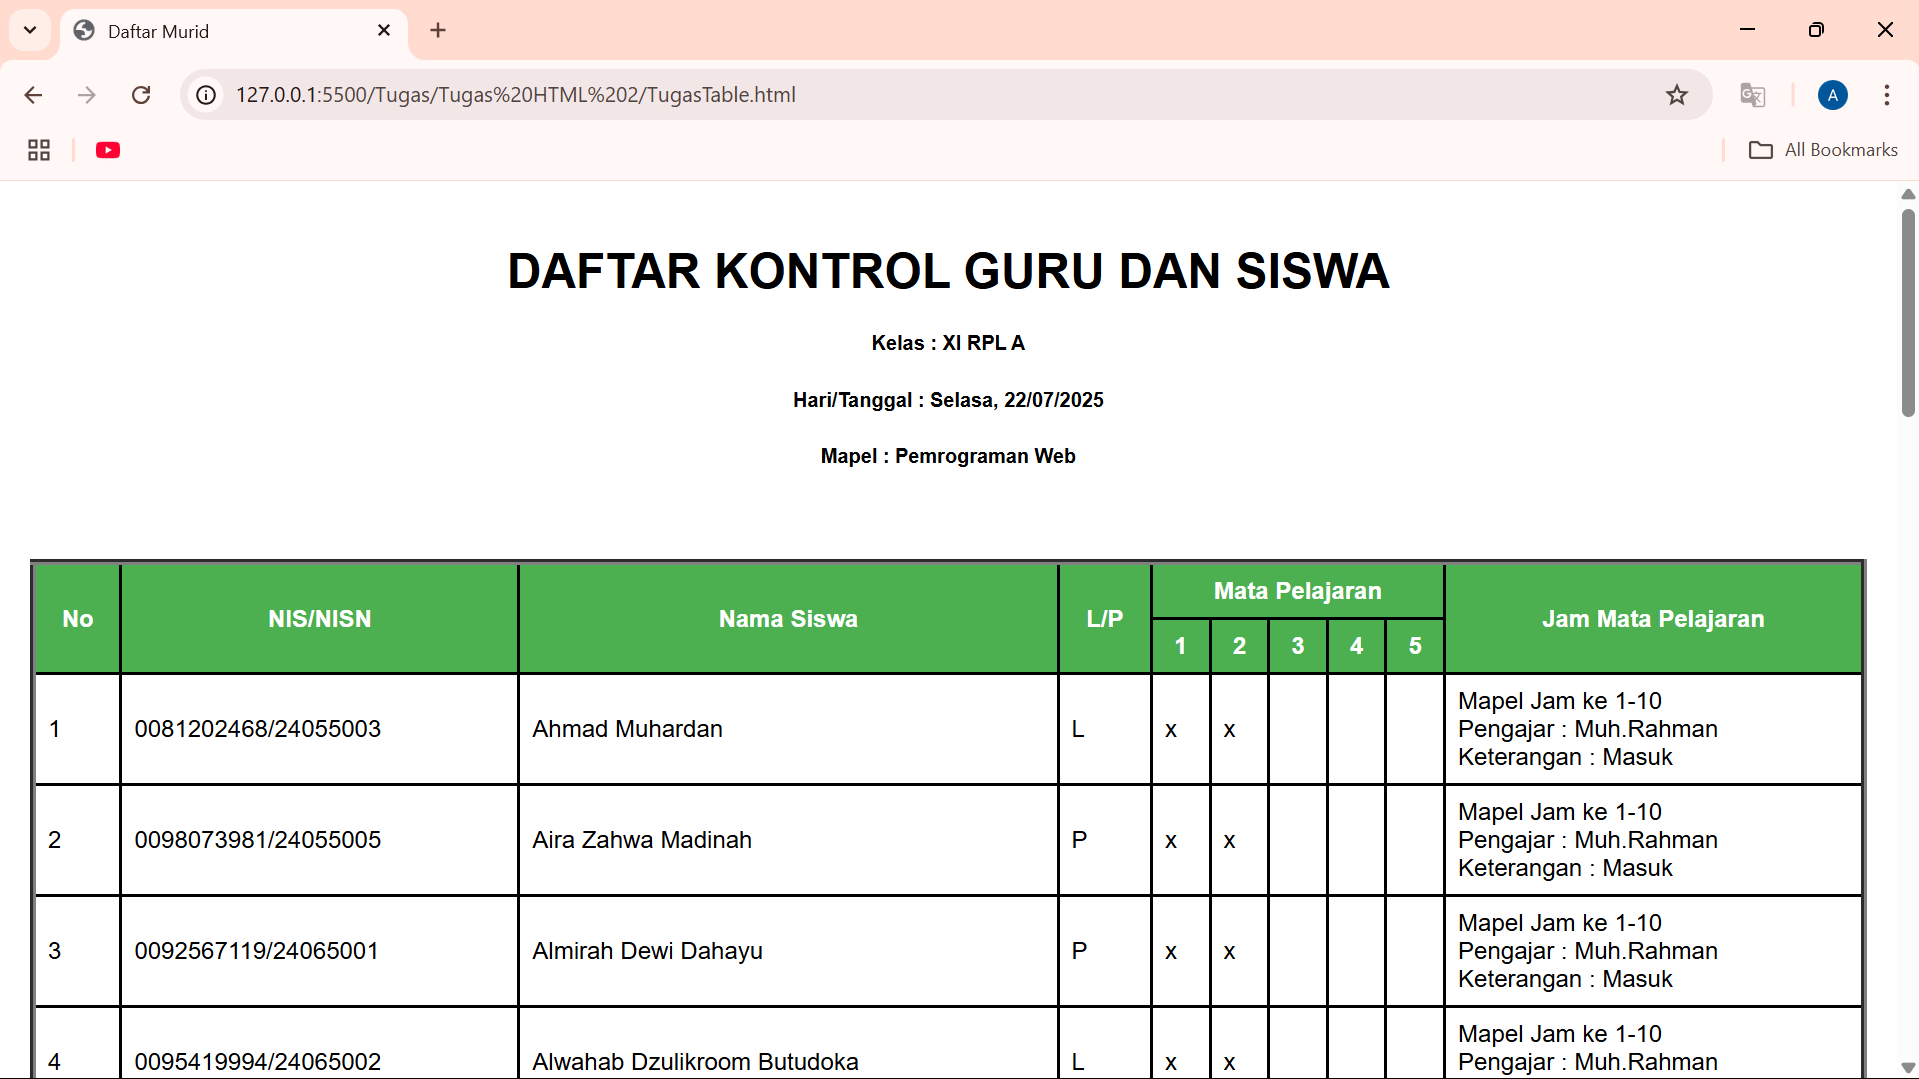 Daftar Murid
127.0.0.1:5500/Tugas/Tugas%20HTML%202/TugasTable.html
A
All Bookmarks
DAFTAR KONTROL GURU DAN SISWA
Kelas : XI RPL A
Hari/Tanggal : Selasa, 22/07/2025
Mapel : Pemrograman Web
No NIS/NISN Nama Siswa L/P Mata Pelajaran Jam Mata Pelajaran
1 2 3 4 5
1 0081202468/24055003 Ahmad Muhardan L x x Mapel Jam ke 1-10
Pengajar : Muh.Rahman
Keterangan : Masuk
2 0098073981/24055005 Aira Zahwa Madinah P x x Mapel Jam ke 1-10
Pengajar : Muh.Rahman
Keterangan : Masuk
3 0092567119/24065001 Almirah Dewi Dahayu P x x Mapel Jam ke 1-10
Pengajar : Muh.Rahman
Keterangan : Masuk
4 0095419994/24065002 Alwahab Dzulikroom Butudoka L x x Mapel Jam ke 1-10
Pengajar : Muh.Rahman